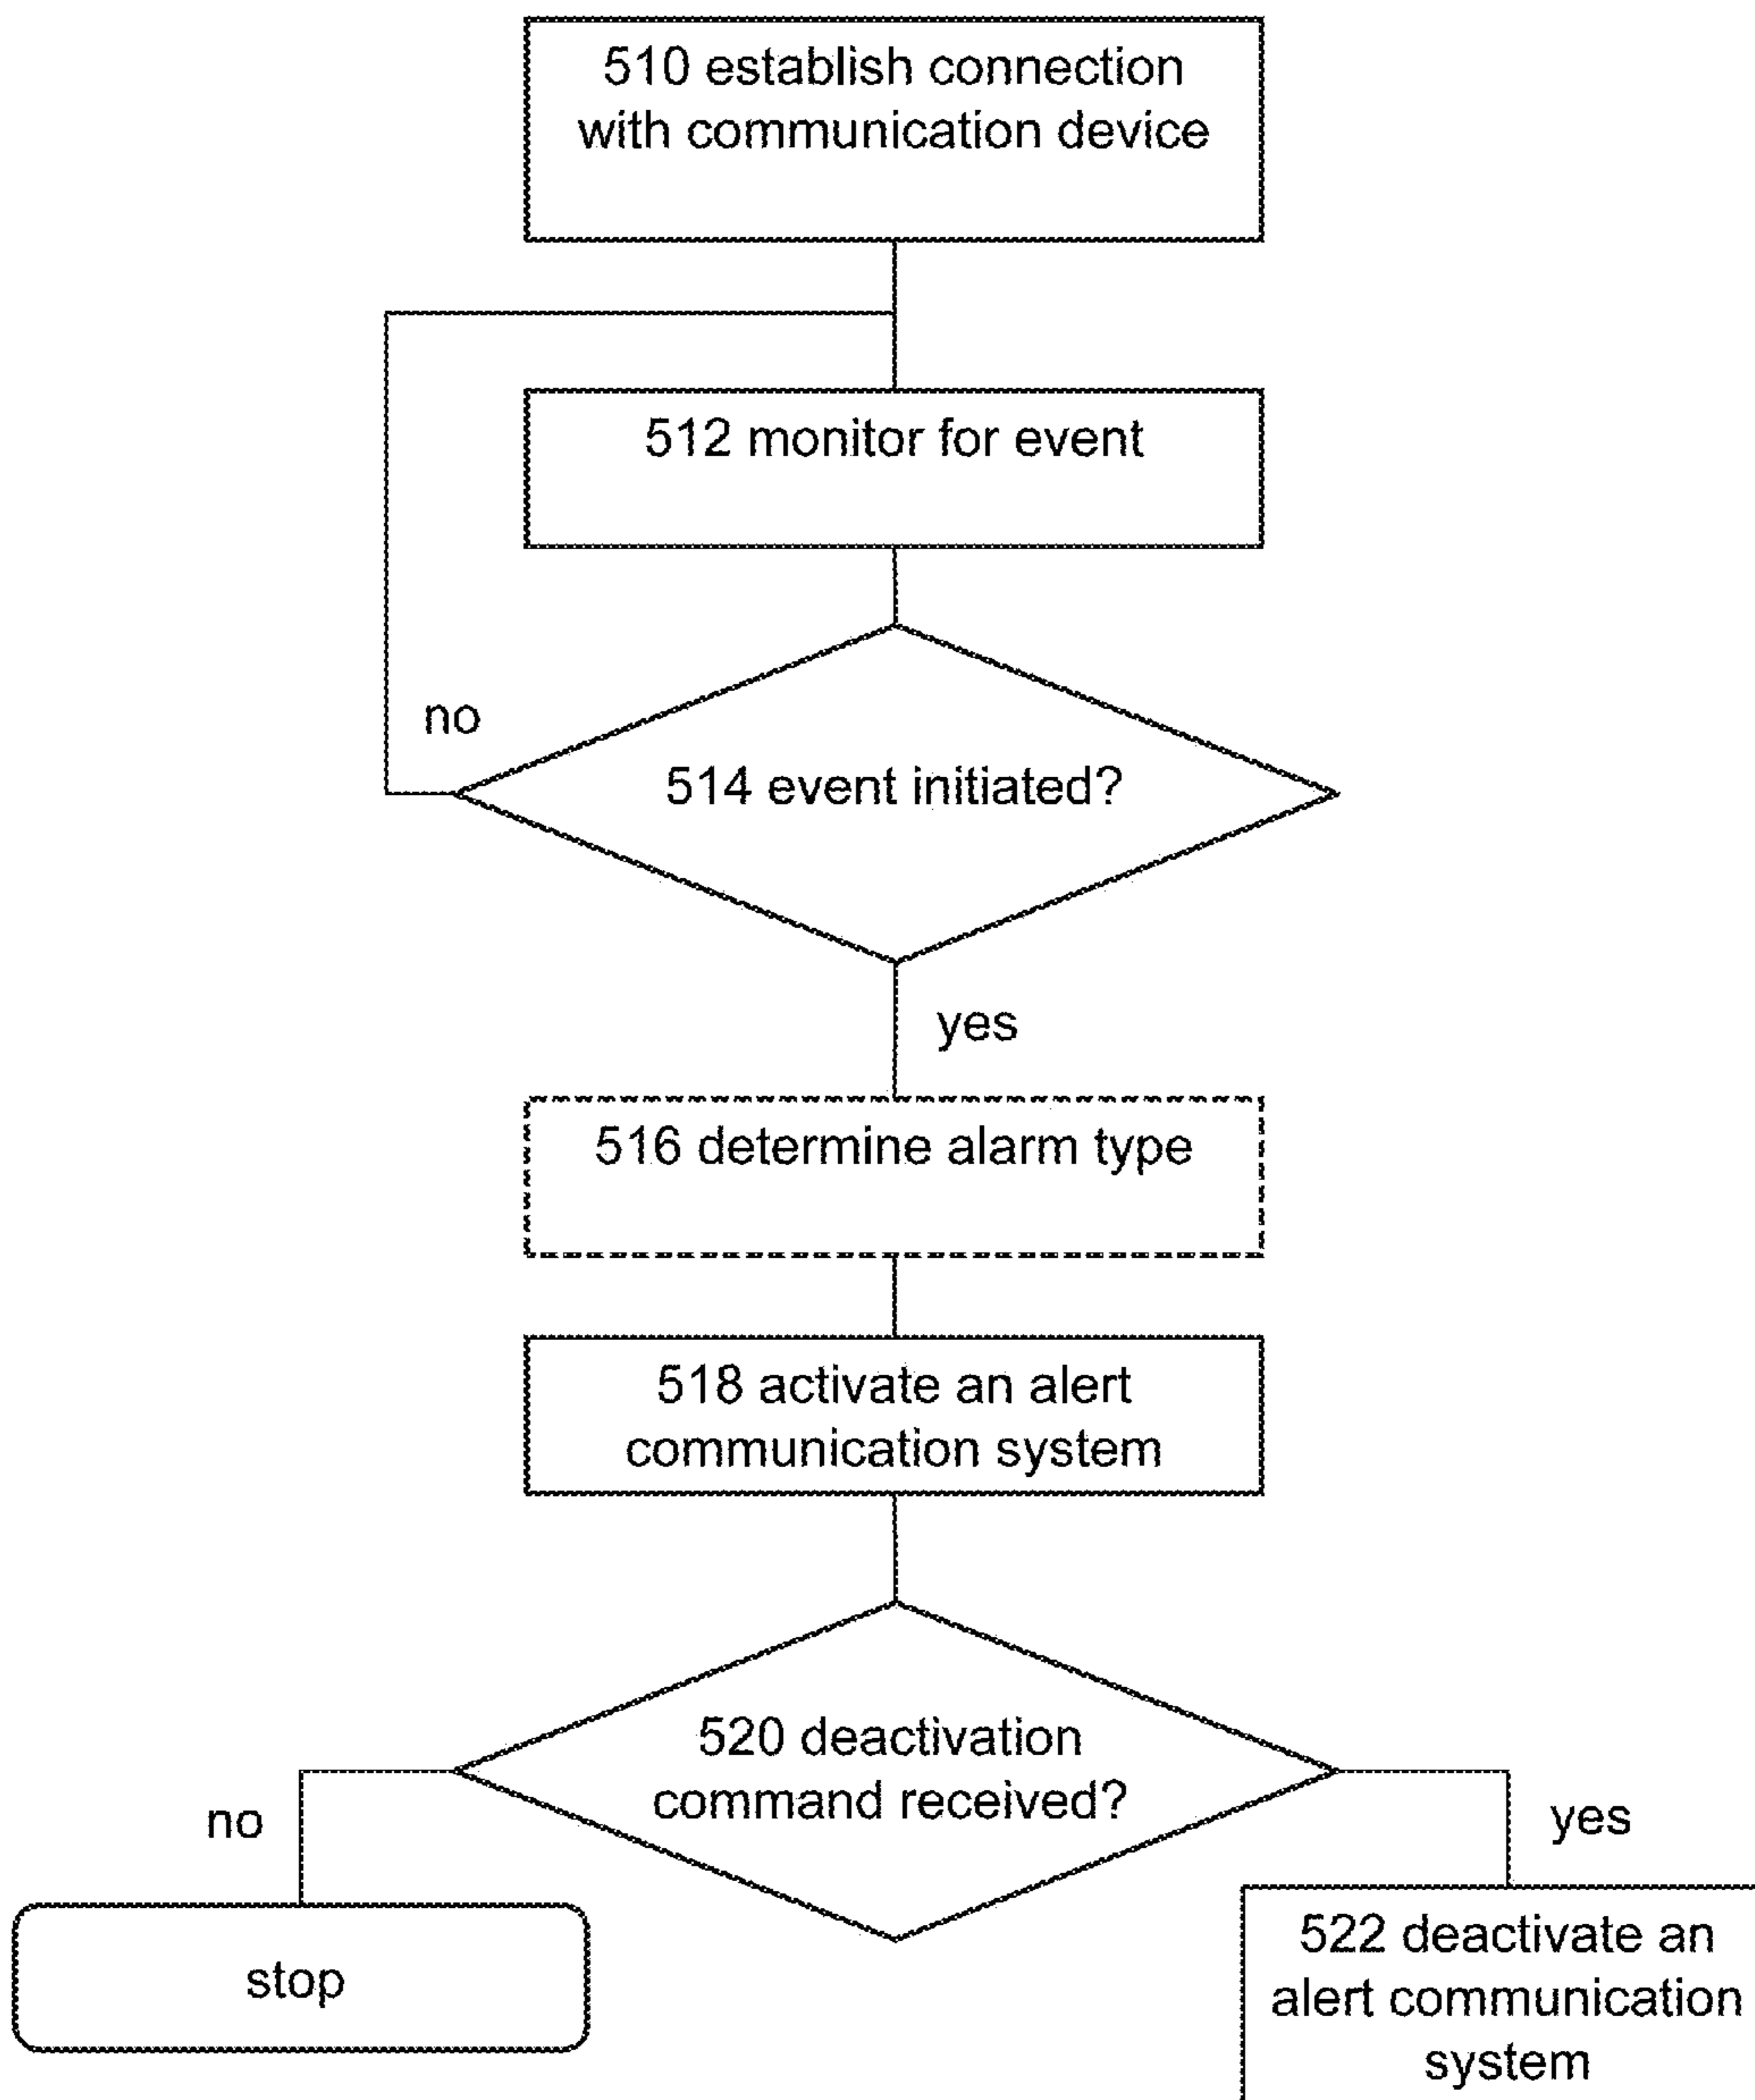 510 establish connection
with communication device
512 monitor for event
no
514 event initiated?
yes
516 determine alarm type
518 activate an alert
communication system
520 deactivation
command received?
no
yes
stop
522 deactivate an
alert communication
system